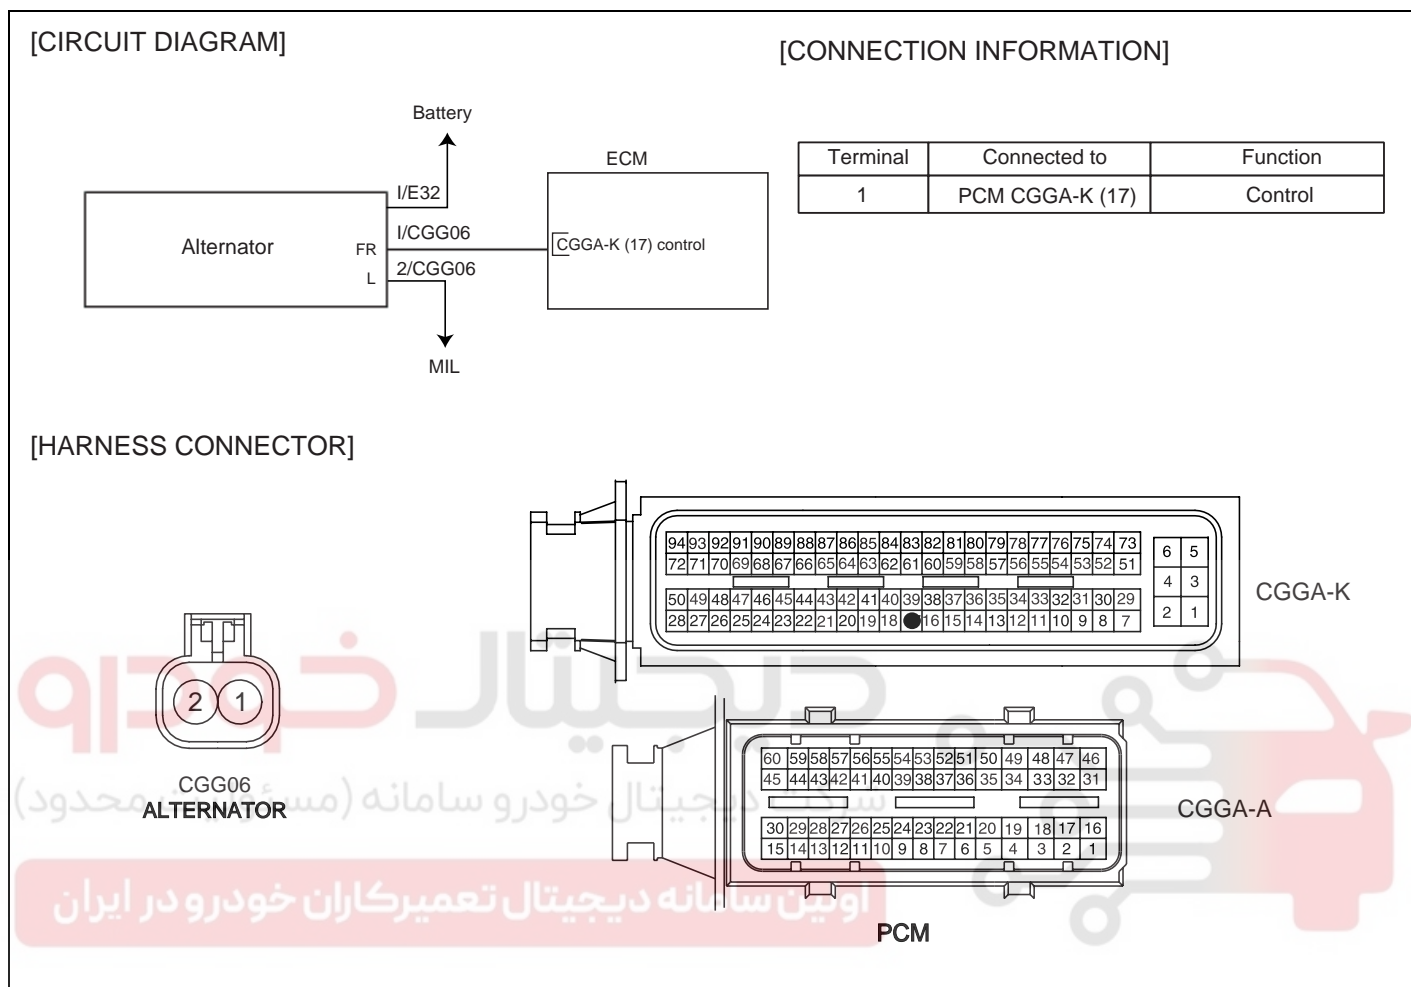 [CIRCUIT DIAGRAM]
[CONNECTION INFORMATION]
Battery
ECM
I/E32
Alternator
FR
I/CGG06
CGGA-K (17) control
L
2/CGG06
MIL
Terminal Connected to Function
1 PCM CGGA-K (17) Control
[HARNESS CONNECTOR]
94 93 92 91 90 89 88 87 86 85 84 83 82 81 80 79 78 77 76 75 74 73
72 71 70 69 68 67 66 65 64 63 62 61 60 59 58 57 56 55 54 53 52 51
50 49 48 47 46 45 44 43 42 41 40 39 38 37 36 35 34 33 32 31 30 29
28 27 26 25 24 23 22 21 20 19 18 16 15 14 13 12 11 10 9 8 7
6 5
4 3
2 1
CGGA-K
2 1
CGG06
ALTERNATOR
60 59 58 57 56 55 54 53 52 51 50 49 48 47 46
45 44 43 42 41 40 39 38 37 36 35 34 33 32 31
30 29 28 27 26 25 24 23 22 21 20 19 18 17 16
15 14 13 12 11 10 9 8 7 6 5 4 3 2 1
CGGA-A
PCM
دیجیتال خودرو
شرکت دیجیتال خودرو سامانه (مسئولیت محدود)
اولین سامانه دیجیتال تعمیرکاران خودرو در ایران